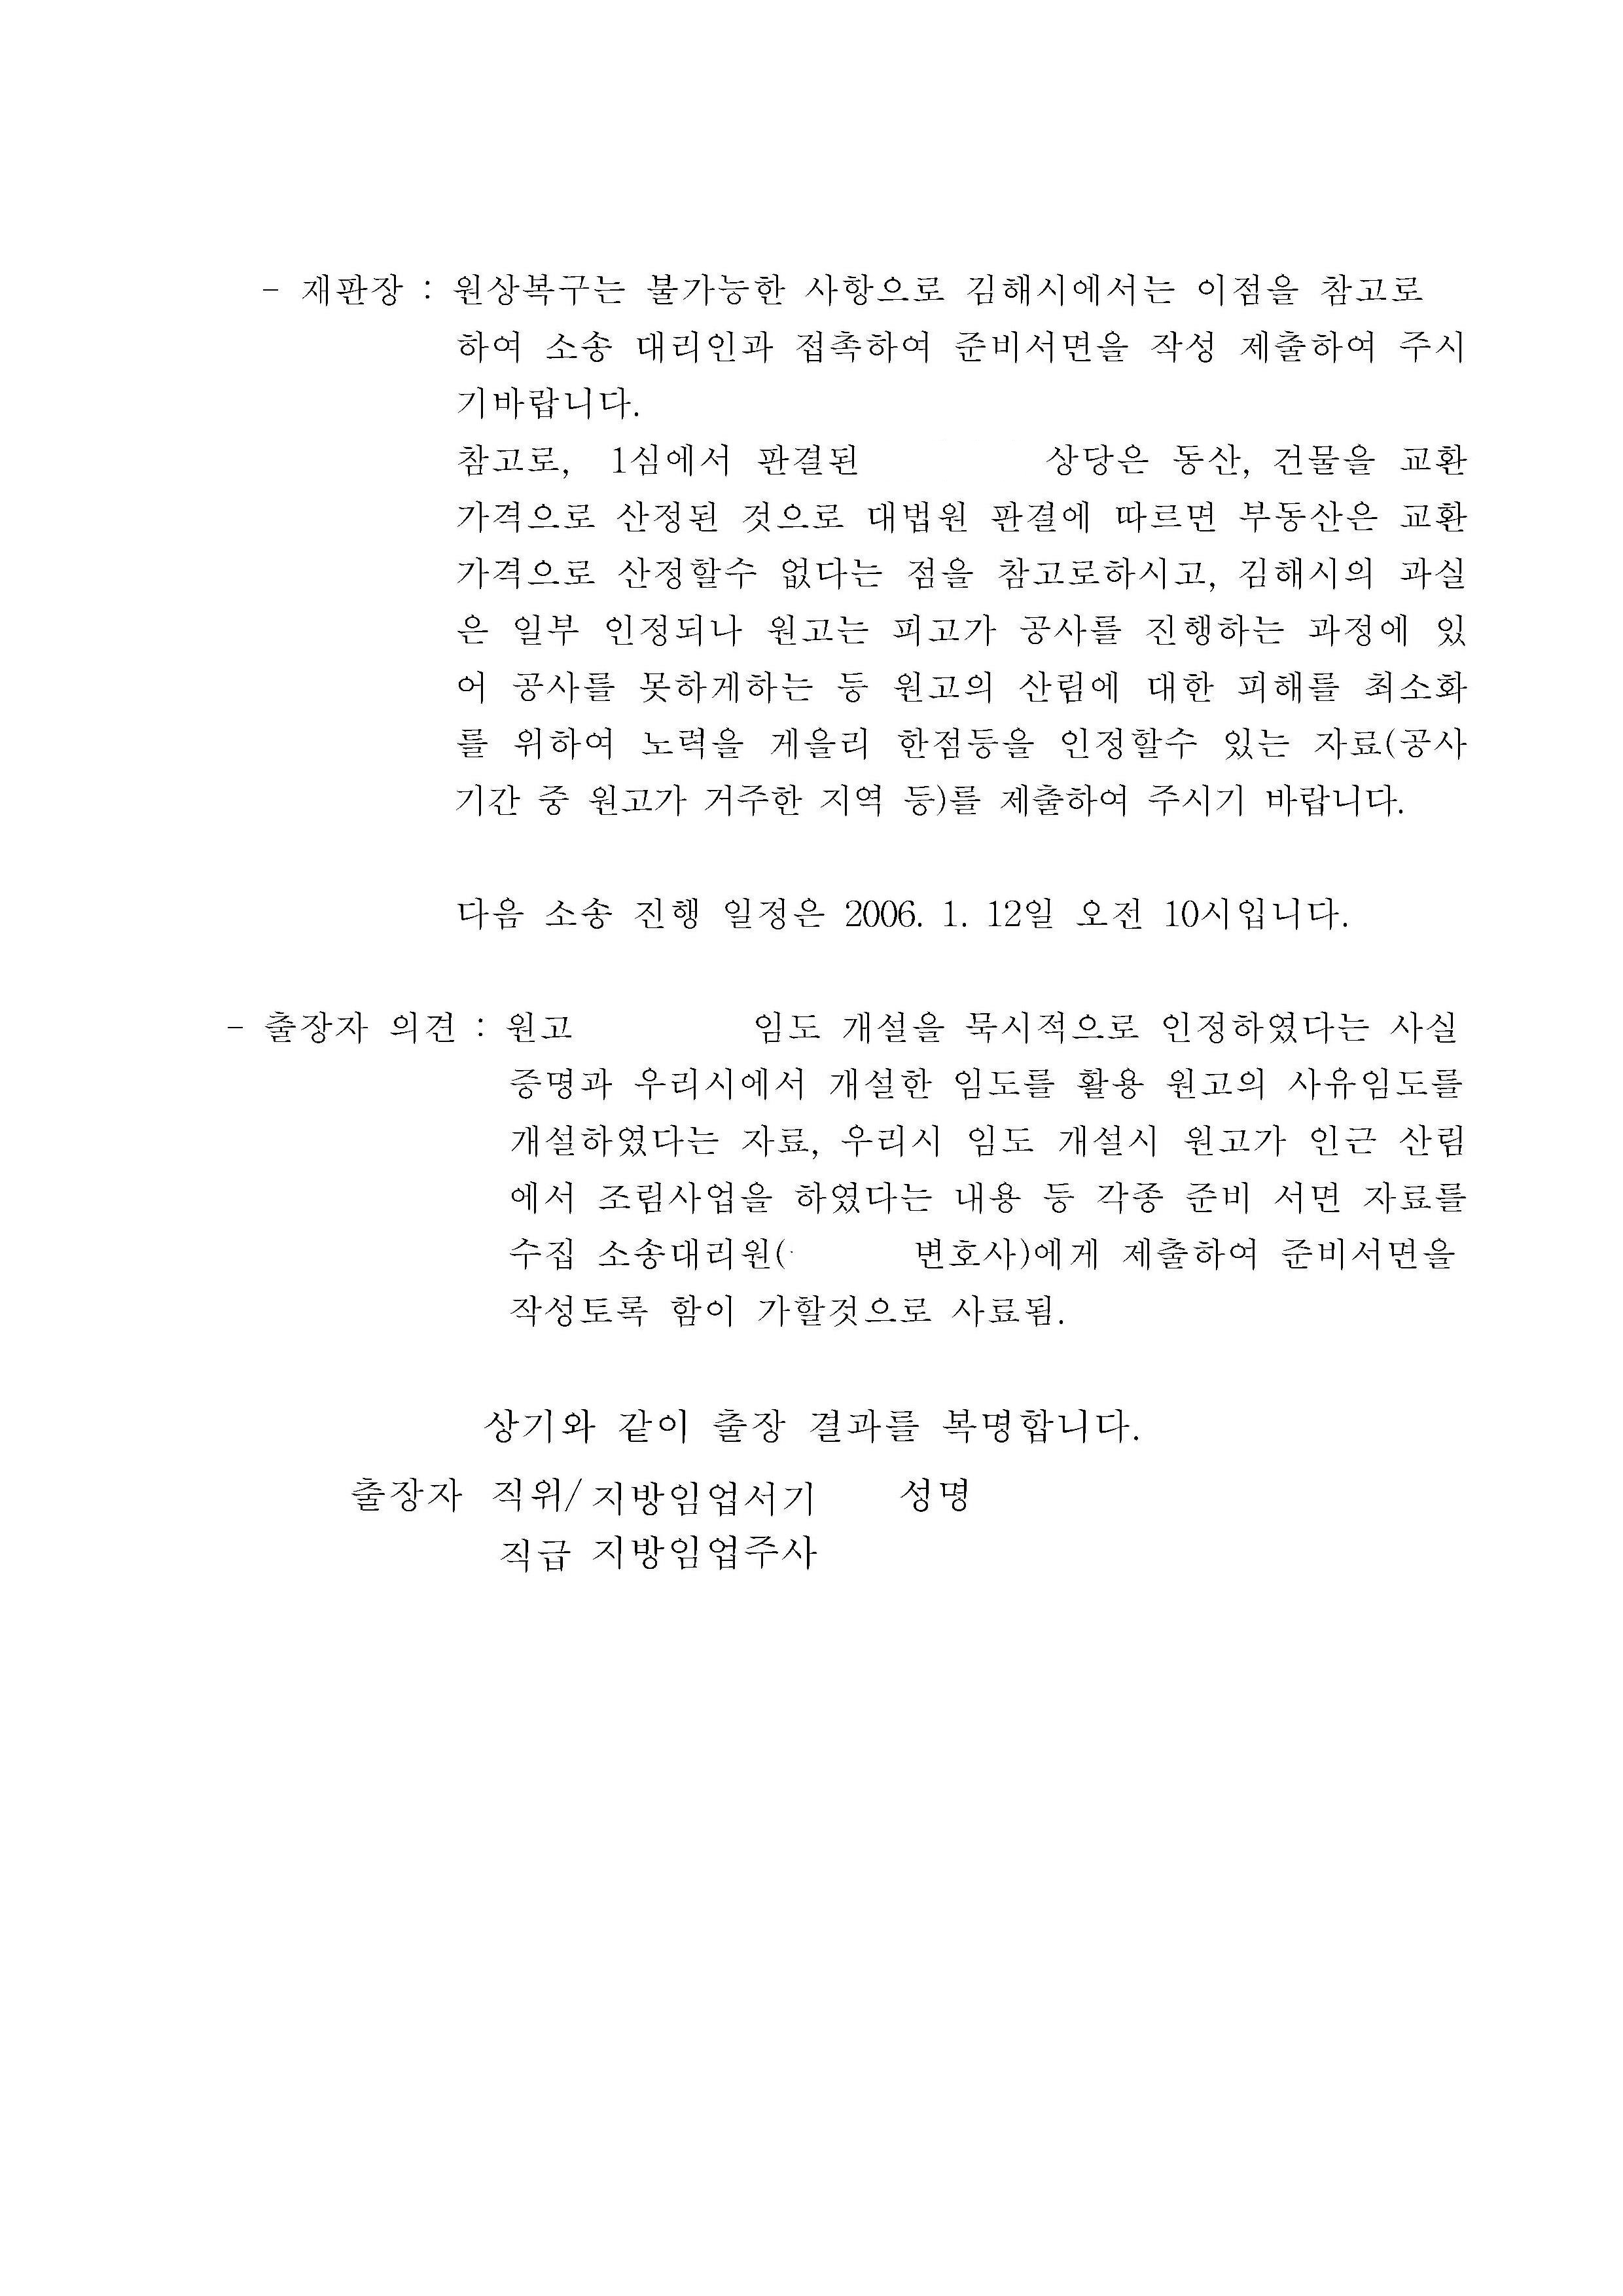 - 재판장 : 원상복구는 불가능한 사항으로 김해시에서는 이점을 참고로
하여 소송 대리인과 접촉하여 준비서면을 작성 제출하여 주시
기바랍니다.
참고로, 1심에서 판결된 상당은 동산, 건물을 교환
가격으로 산정된 것으로 대법원 판결에 따르면 부동산은 교환
가격으로 산정할수 없다는 점을 참고로하시고, 김해시의 과실
은 일부 인정되나 원고는 피고가 공사를 진행하는 과정에 있
어 공사를 못하게하는 등 원고의 산림에 대한 피해를 최소화
를 위하여 노력을 게을리 한점등을 인정할수 있는 자료(공사
기간 중 원고가 거주한 지역 등)를 제출하여 주시기 바랍니다.
다음 소송 진행 일정은 2006. 1. 12일 오전 10시입니다.
- 출장자 의견 : 원고 임도 개설을 묵시적으로 인정하였다는 사실
증명과 우리시에서 개설한 임도를 활용 원고의 사유임도를
개설하였다는 자료, 우리시 임도 개설시 원고가 인근 산림
에서 조림사업을 하였다는 내용 등 각종 준비 서면 자료를
수집 소송대리원( 변호사)에게 제출하여 준비서면을
작성토록 함이 가할것으로 사료됨.
상기와 같이 출장 결과를 복명합니다.
출장자 직위/ 지방임업서기 성명
직급 지방임업주사